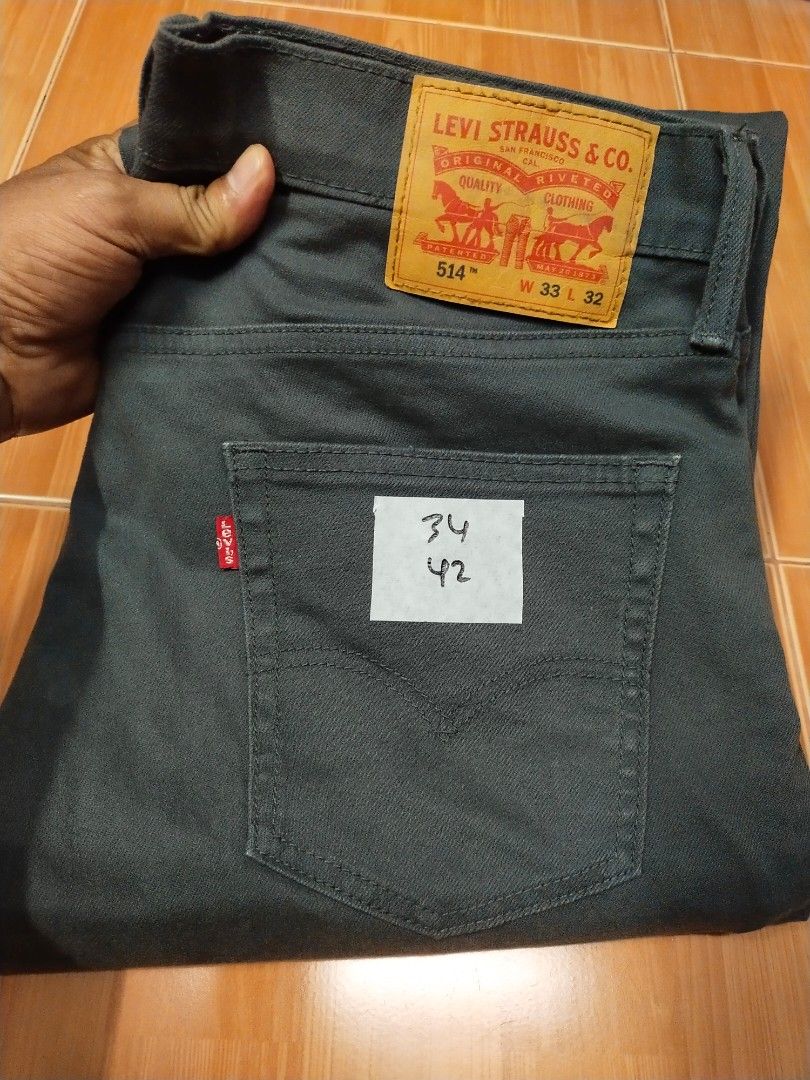 LEVI STRAUSS & CO.
SAN FRANCISCO
CAL.
ORIGINAL RIVETED
QUALITY CLOTHING
PATENTED MAY 20 1873
514™
W 33 L 32
LEVI'S
34
42